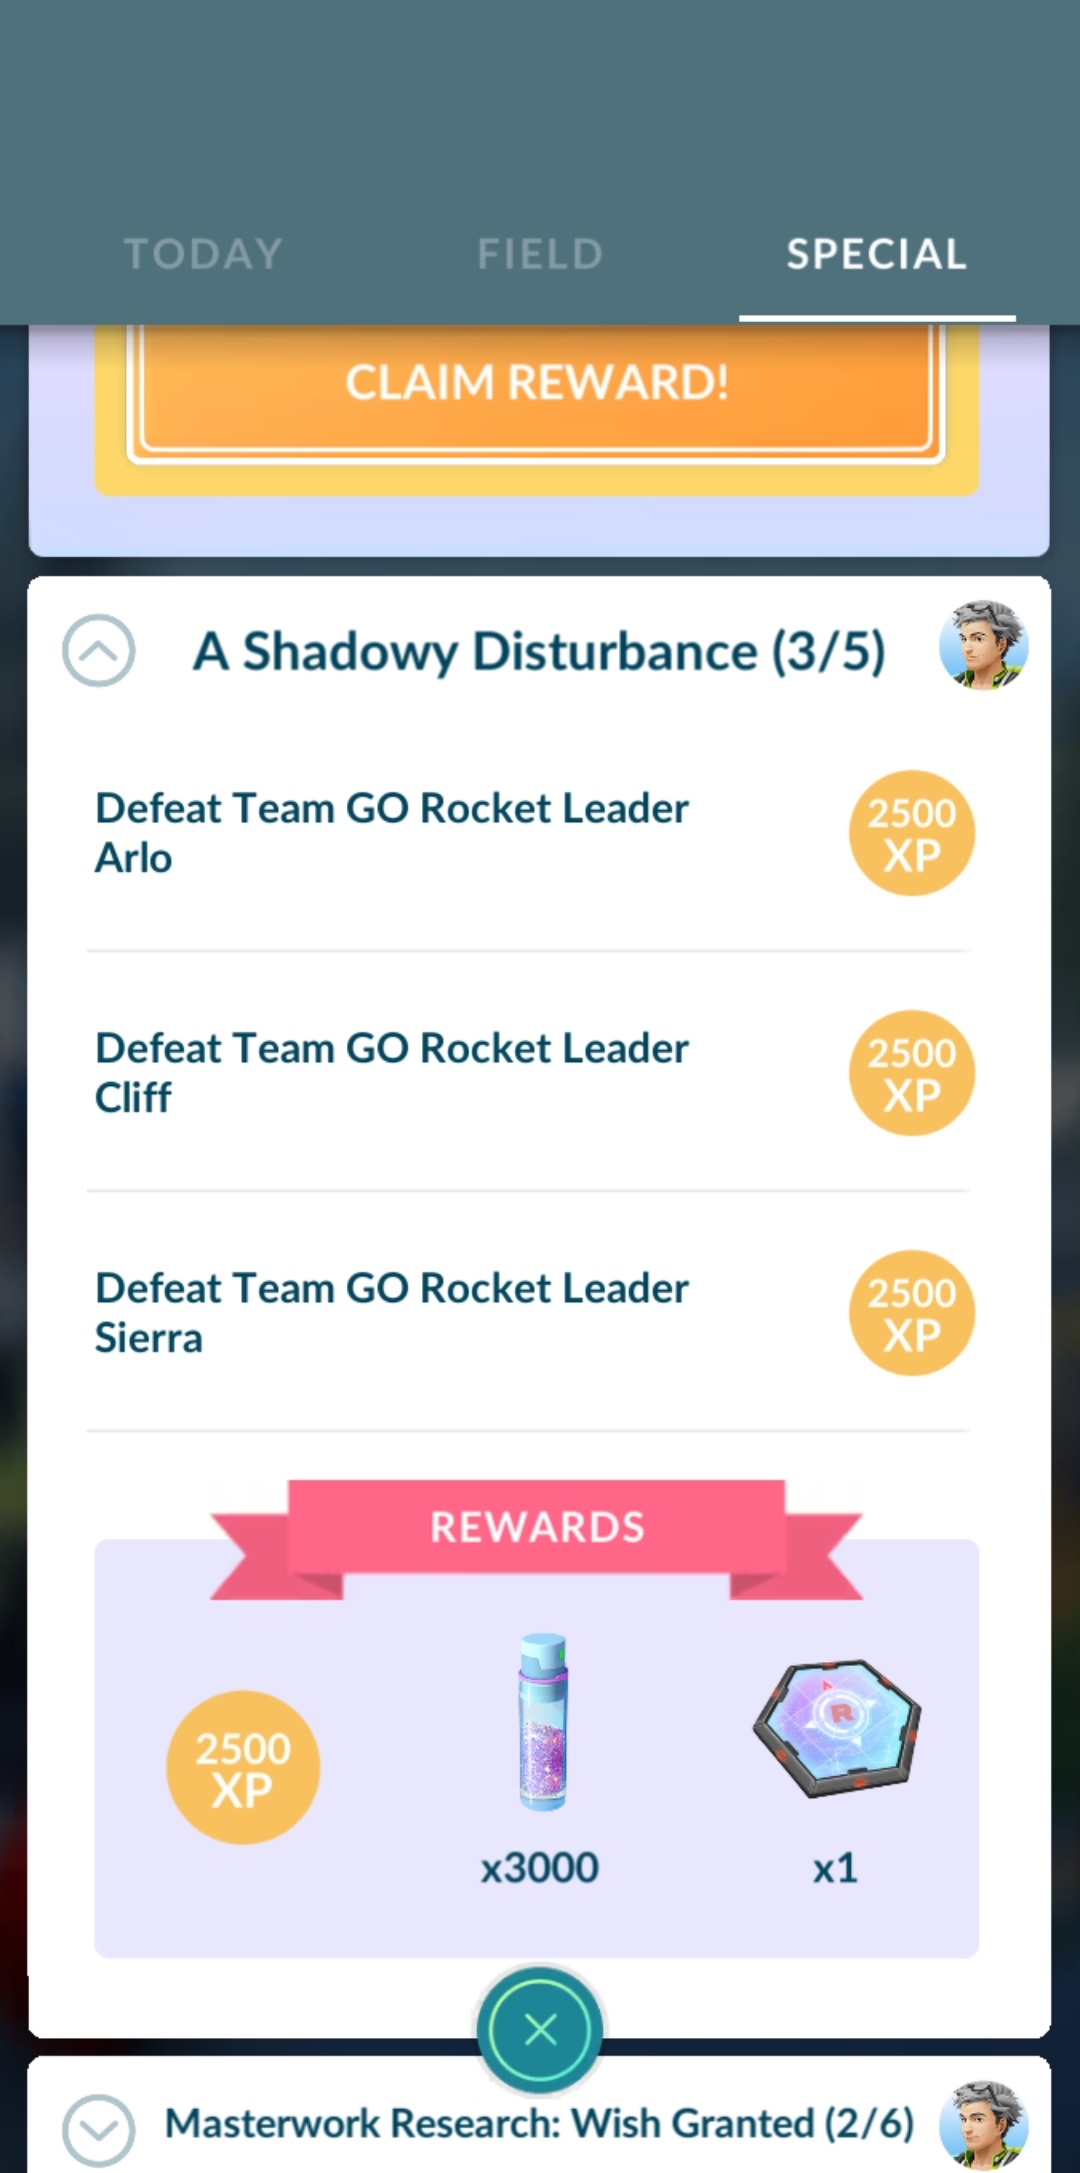 TODAY FIELD SPECIAL
CLAIM REWARD!
A Shadowy Disturbance (3/5)
Defeat Team GO Rocket Leader
Arlo
2500
XP
Defeat Team GO Rocket Leader
Cliff
2500
XP
Defeat Team GO Rocket Leader
Sierra
2500
XP
REWARDS
2500
XP
x3000
R
x1
Masterwork Research: Wish Granted (2/6)